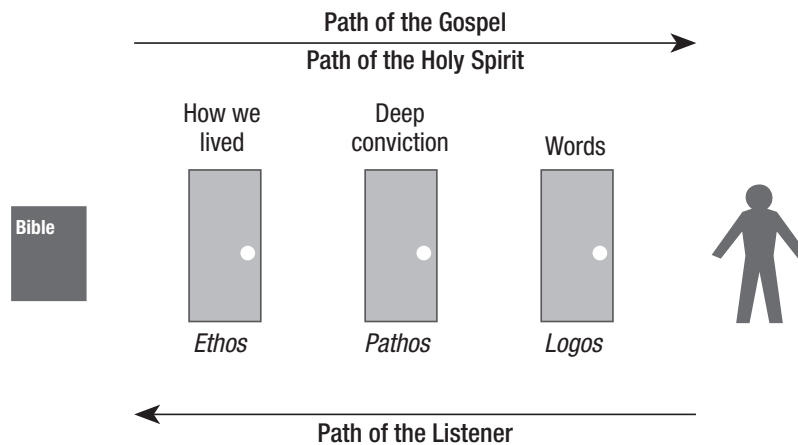 Path of the Gospel
Path of the Holy Spirit
How we
lived
Deep
conviction
Words
Bible
Ethos
Pathos
Logos
Path of the Listener